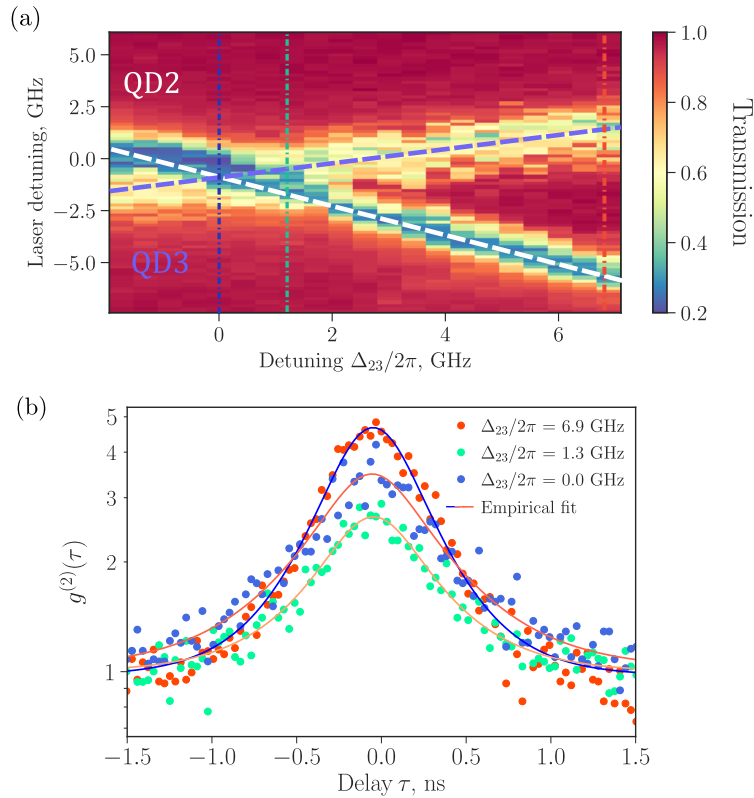 (a)
QD2
QD3
5.0
2.5
0.0
−2.5
−5.0
Laser detuning, GHz
0 2 4 6
Detuning Δ₂₃/2π, GHz
1.0
0.8
0.6
0.4
0.2
Transmission
(b)
5
4
3
2
1
g⁽²⁾(τ)
Δ₂₃/2π = 6.9 GHz
Δ₂₃/2π = 1.3 GHz
Δ₂₃/2π = 0.0 GHz
Empirical fit
−1.5 −1.0 −0.5 0.0 0.5 1.0 1.5
Delay τ, ns